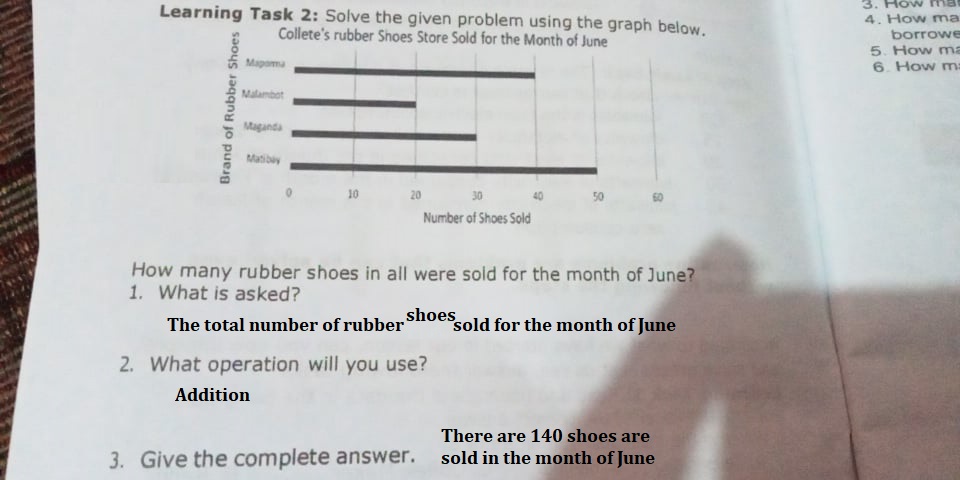 Learning Task 2: Solve the given problem using the graph below.
Collete's rubber Shoes Store Sold for the Month of June
Brand of Rubber Shoes
Malambot
Maganda
Matibay
0 10 20 30 40 50 60
Number of Shoes Sold
How many rubber shoes in all were sold for the month of June?
1. What is asked?
The total number of rubber shoes sold for the month of June
2. What operation will you use?
Addition
3. Give the complete answer.
There are 140 shoes are
sold in the month of June
3. How
4. How
5. How
6. How